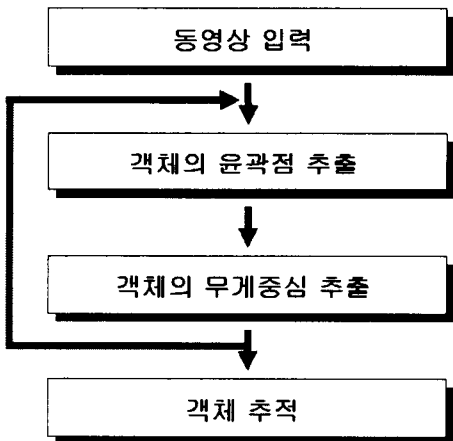 동영상 입력
객체의 윤곽점 추출
객체의 무게중심 추출
객체 추적